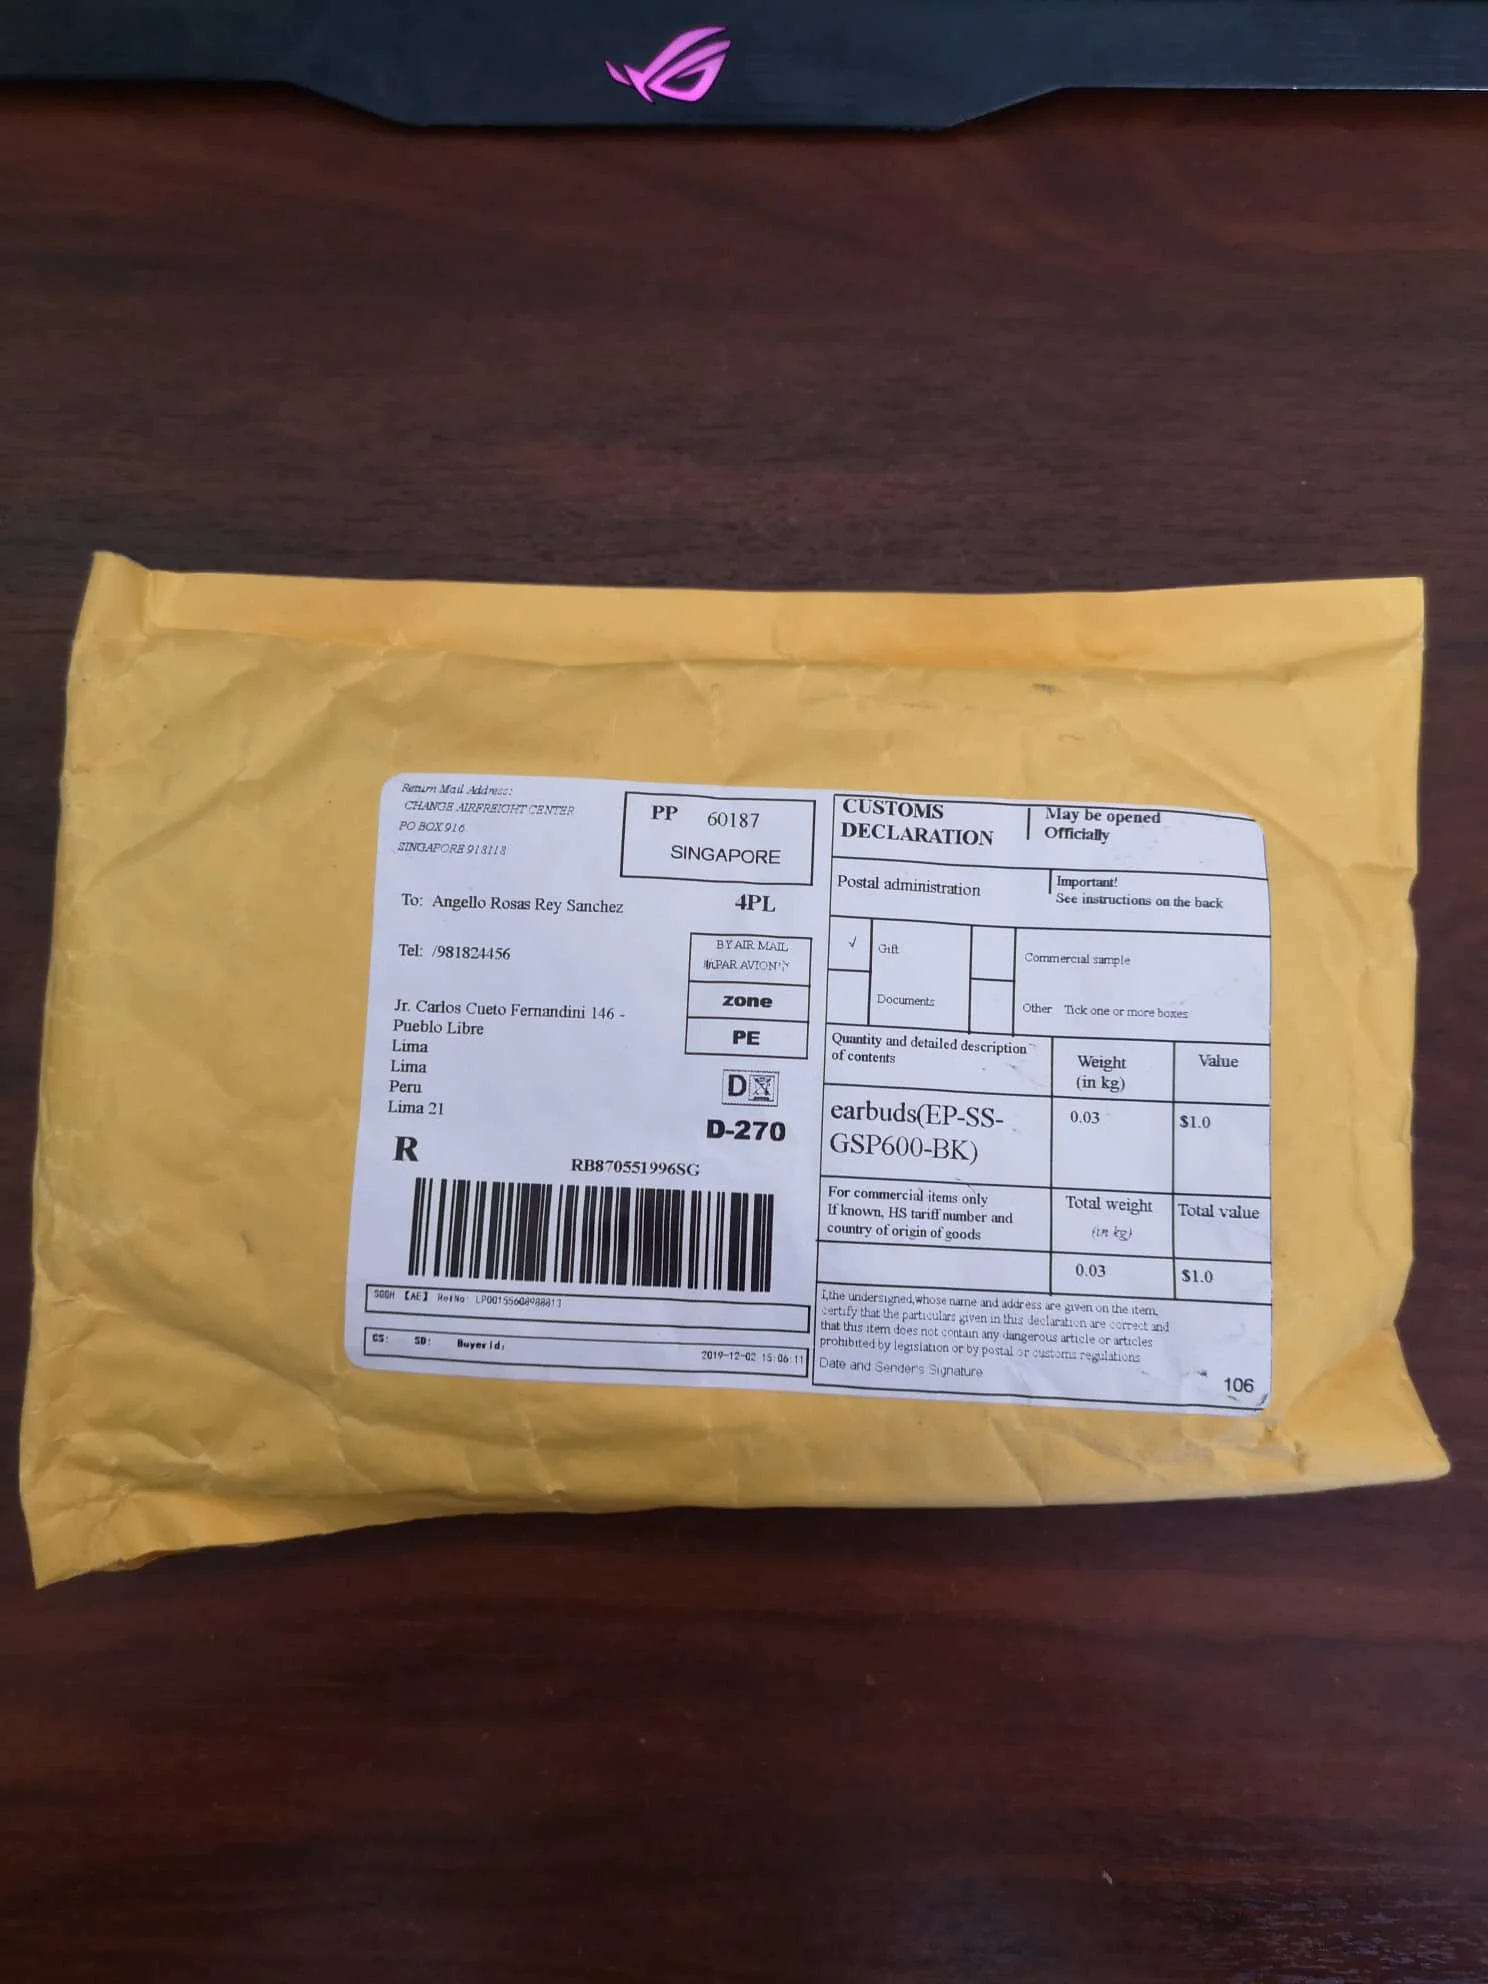 Return Mail Address:
CHANGE AIRFREIGHT CENTER
PO BOX 916
SINGAPORE 918118
PP 60187
SINGAPORE
To: Angello Rosas Rey Sanchez
4PL
Tel: /981824456
BY AIR MAIL
PAR AVION
zone
PE
Jr. Carlos Cueto Fernandini 146 -
Pueblo Libre
Lima
Lima
Peru
Lima 21
D
D-270
R
RB870551996SG
[AE] RefNo:
CS: SD: Buyer Id:
2019-12-02 15:06:11
CUSTOMS
DECLARATION
May be opened
Officially
Postal administration
Important!
See instructions on the back
√ Gift
Commercial sample
Documents
Other Tick one or more boxes
Quantity and detailed description
of contents
Weight
(in kg)
Value
earbuds(EP-SS-
GSP600-BK)
0.03
$1.0
For commercial items only
If known, HS tariff number and
country of origin of goods
Total weight
(in kg)
Total value
0.03
$1.0
I,the undersigned,whose name and address are given on the item,
certify that the particulars given in this declaration are correct and
that this item does not contain any dangerous article or articles
prohibited by legislation or by postal or customs regulations
Date and Sender's Signature
106